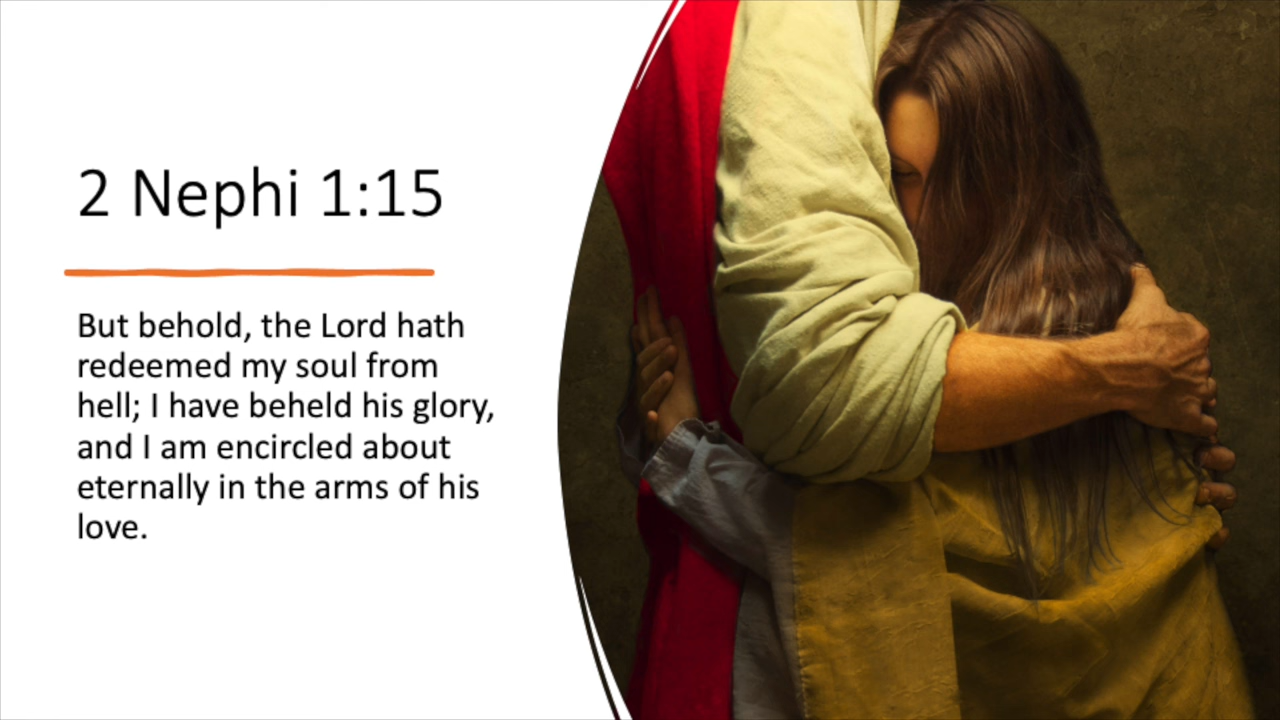 2 Nephi 1:15
But behold, the Lord hath
redeemed my soul from
hell; I have beheld his glory,
and I am encircled about
eternally in the arms of his
love.